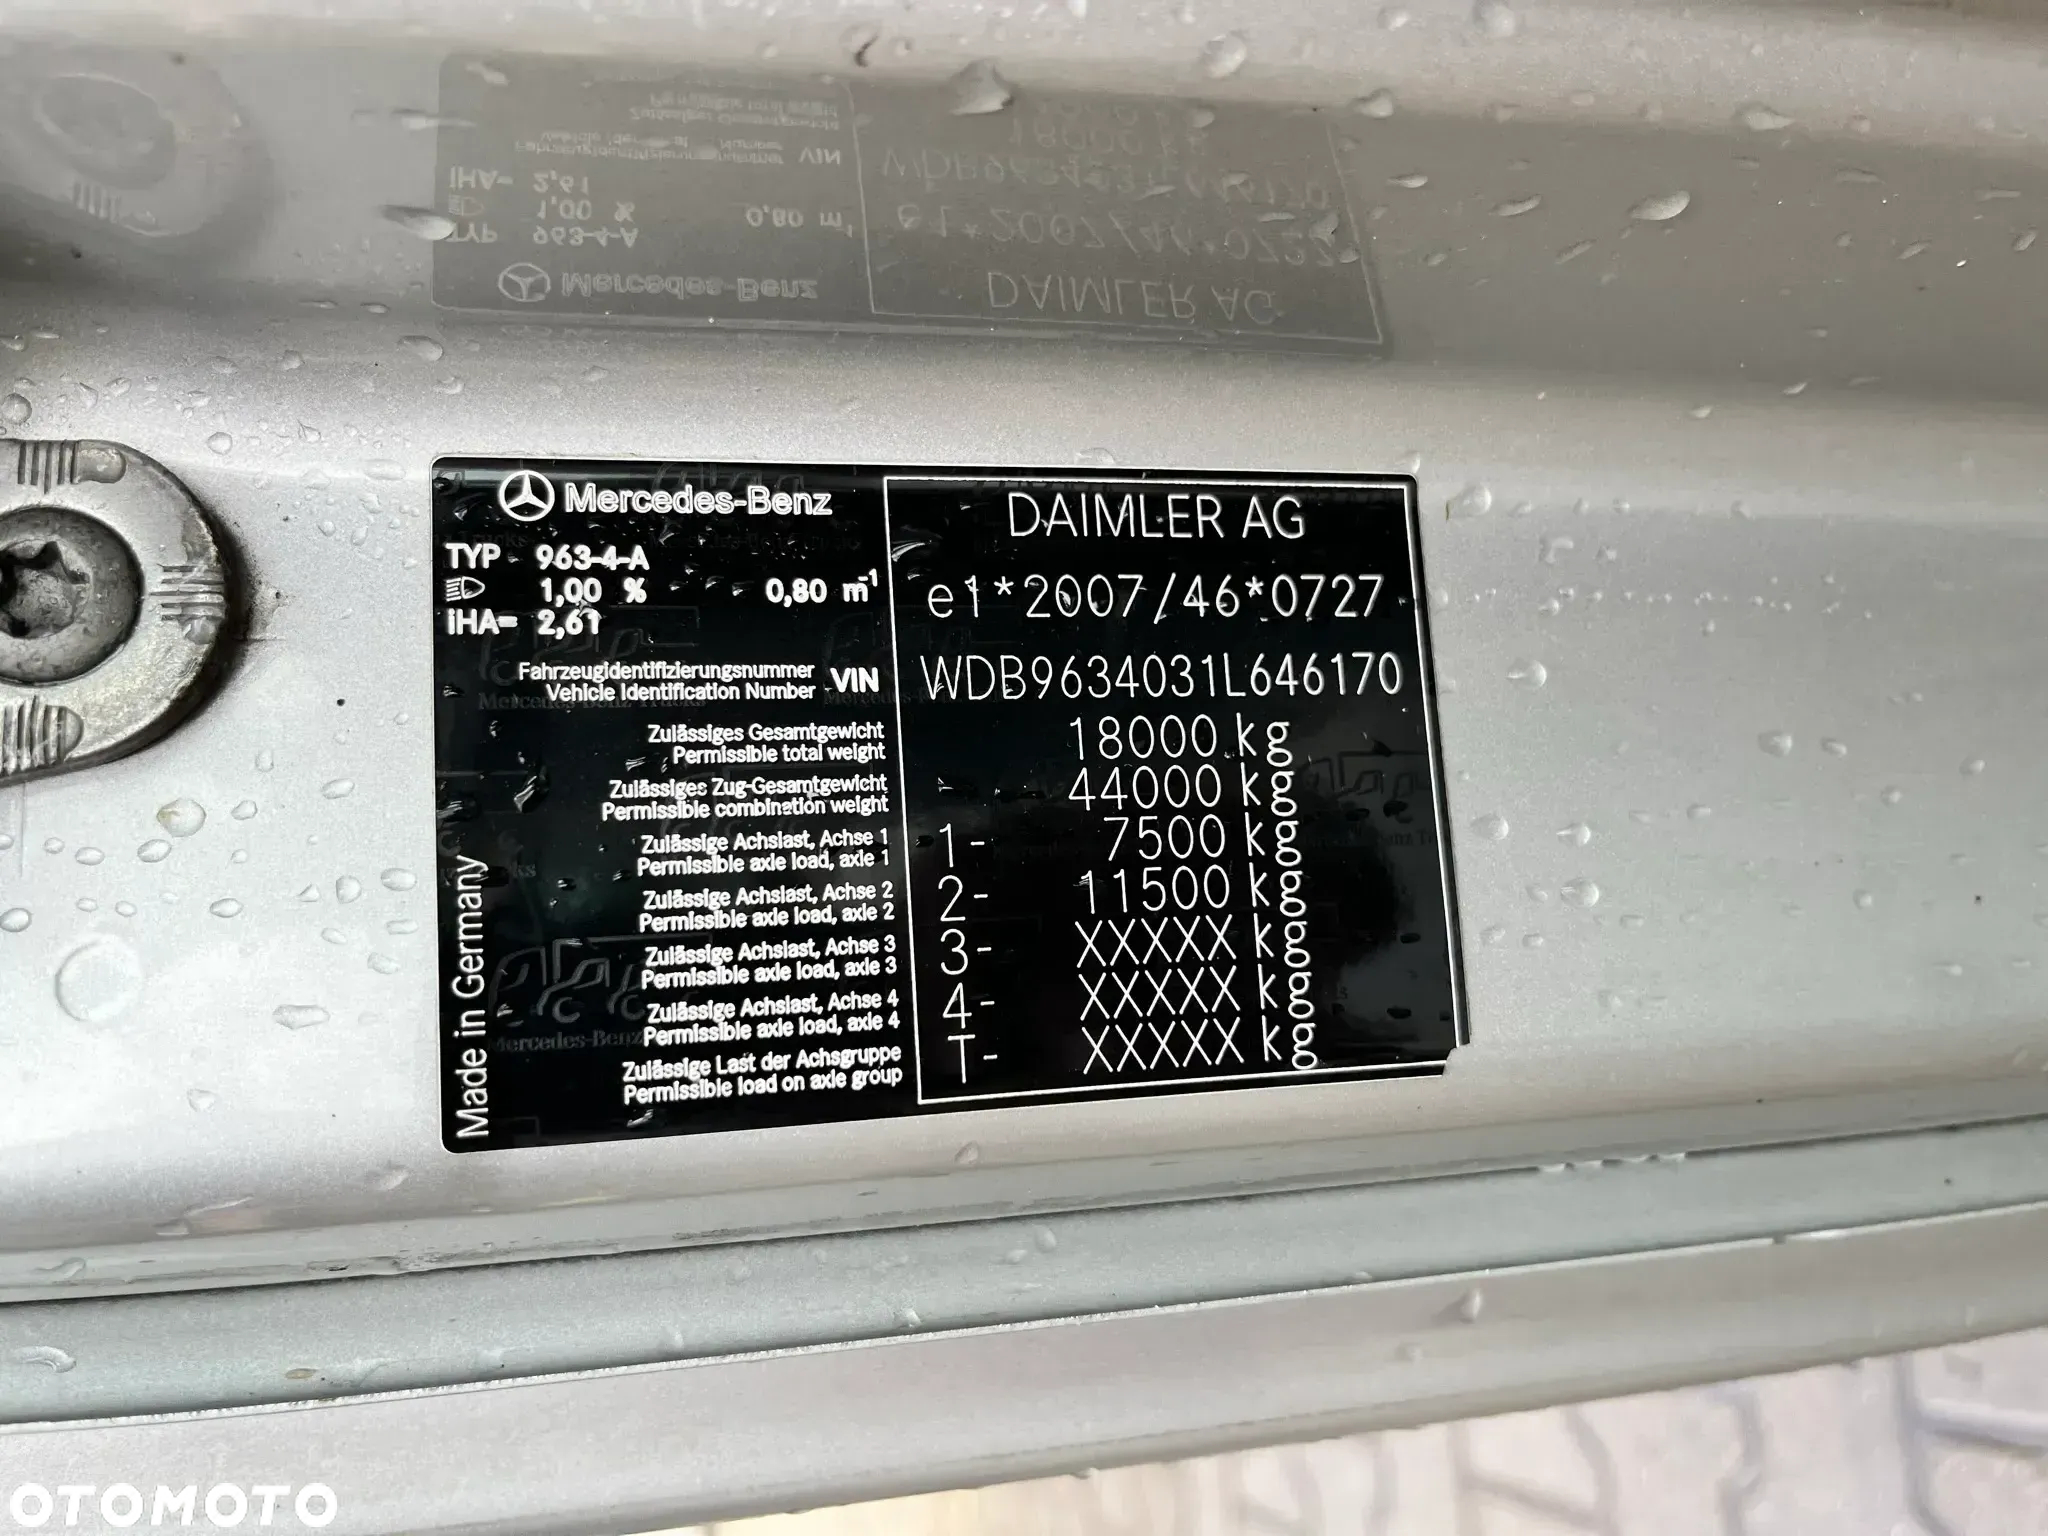 Mercedes-Benz
TYP 963-4-A
1,00 % 0,80 m⁻¹
iHA= 2,61
Fahrzeugidentifizierungsnummer
Vehicle Identification Number VIN
Zulässiges Gesamtgewicht
Permissible total weight
Zulässiges Zug-Gesamtgewicht
Permissible combination weight
Zulässige Achslast, Achse 1
Permissible axle load, axle 1
Zulässige Achslast, Achse 2
Permissible axle load, axle 2
Zulässige Achslast, Achse 3
Permissible axle load, axle 3
Zulässige Achslast, Achse 4
Permissible axle load, axle 4
Zulässige Last der Achsgruppe
Permissible load on axle group
Made in Germany
DAIMLER AG
e1*2007/46*0727
WDB9634031L646170
18000 kg
44000 kg
1- 7500 kg
2- 11500 kg
3- XXXXX kg
4- XXXXX kg
T- XXXXX kg
OTOMOTO